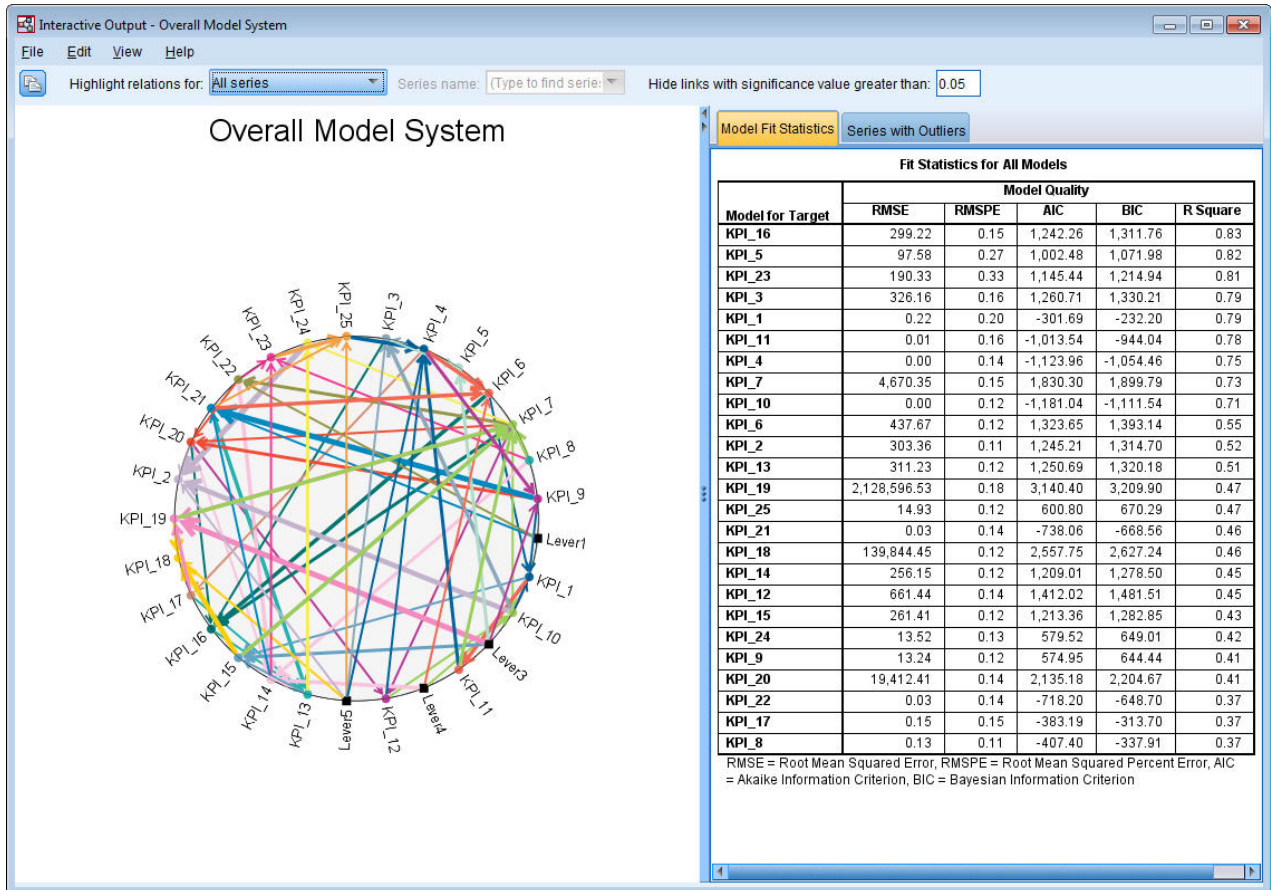 Interactive Output - Overall Model System
File Edit View Help
Highlight relations for: All series Series name: (Type to find serie: Hide links with significance value greater than: 0.05
Overall Model System
KPI_25
KPI_3
KPI_4
KPI_5
KPI_6
KPI_7
KPI_8
KPI_9
Lever1
KPI_1
KPI_10
Lever3
KPI_11
Lever4
KPI_12
Lever5
KPI_13
KPI_14
KPI_15
KPI_16
KPI_17
KPI_18
KPI_19
KPI_2
KPI_20
KPI_21
KPI_22
KPI_23
KPI_24
Model Fit Statistics Series with Outliers
Fit Statistics for All Models
Model Quality
Model for Target RMSE RMSPE AIC BIC R Square
KPI_16 299.22 0.15 1,242.26 1,311.76 0.83
KPI_5 97.58 0.27 1,002.48 1,071.98 0.82
KPI_23 190.33 0.33 1,145.44 1,214.94 0.81
KPI_3 326.16 0.16 1,260.71 1,330.21 0.79
KPI_1 0.22 0.20 -301.69 -232.20 0.79
KPI_11 0.01 0.16 -1,013.54 -944.04 0.78
KPI_4 0.00 0.14 -1,123.96 -1,054.46 0.75
KPI_7 4,670.35 0.15 1,830.30 1,899.79 0.73
KPI_10 0.00 0.12 -1,181.04 -1,111.54 0.71
KPI_6 437.67 0.12 1,323.65 1,393.14 0.55
KPI_2 303.36 0.11 1,245.21 1,314.70 0.52
KPI_13 311.23 0.12 1,250.69 1,320.18 0.51
KPI_19 2,128,596.53 0.18 3,140.40 3,209.90 0.47
KPI_25 14.93 0.12 600.80 670.29 0.47
KPI_21 0.03 0.14 -738.06 -668.56 0.46
KPI_18 139,844.45 0.12 2,557.75 2,627.24 0.46
KPI_14 256.15 0.12 1,209.01 1,278.50 0.45
KPI_12 661.44 0.14 1,412.02 1,481.51 0.45
KPI_15 261.41 0.12 1,213.36 1,282.85 0.43
KPI_24 13.52 0.13 579.52 649.01 0.42
KPI_9 13.24 0.12 574.95 644.44 0.41
KPI_20 19,412.41 0.14 2,135.18 2,204.67 0.41
KPI_22 0.03 0.14 -718.20 -648.70 0.37
KPI_17 0.15 0.15 -383.19 -313.70 0.37
KPI_8 0.13 0.11 -407.40 -337.91 0.37
RMSE = Root Mean Squared Error, RMSPE = Root Mean Squared Percent Error, AIC
= Akaike Information Criterion, BIC = Bayesian Information Criterion